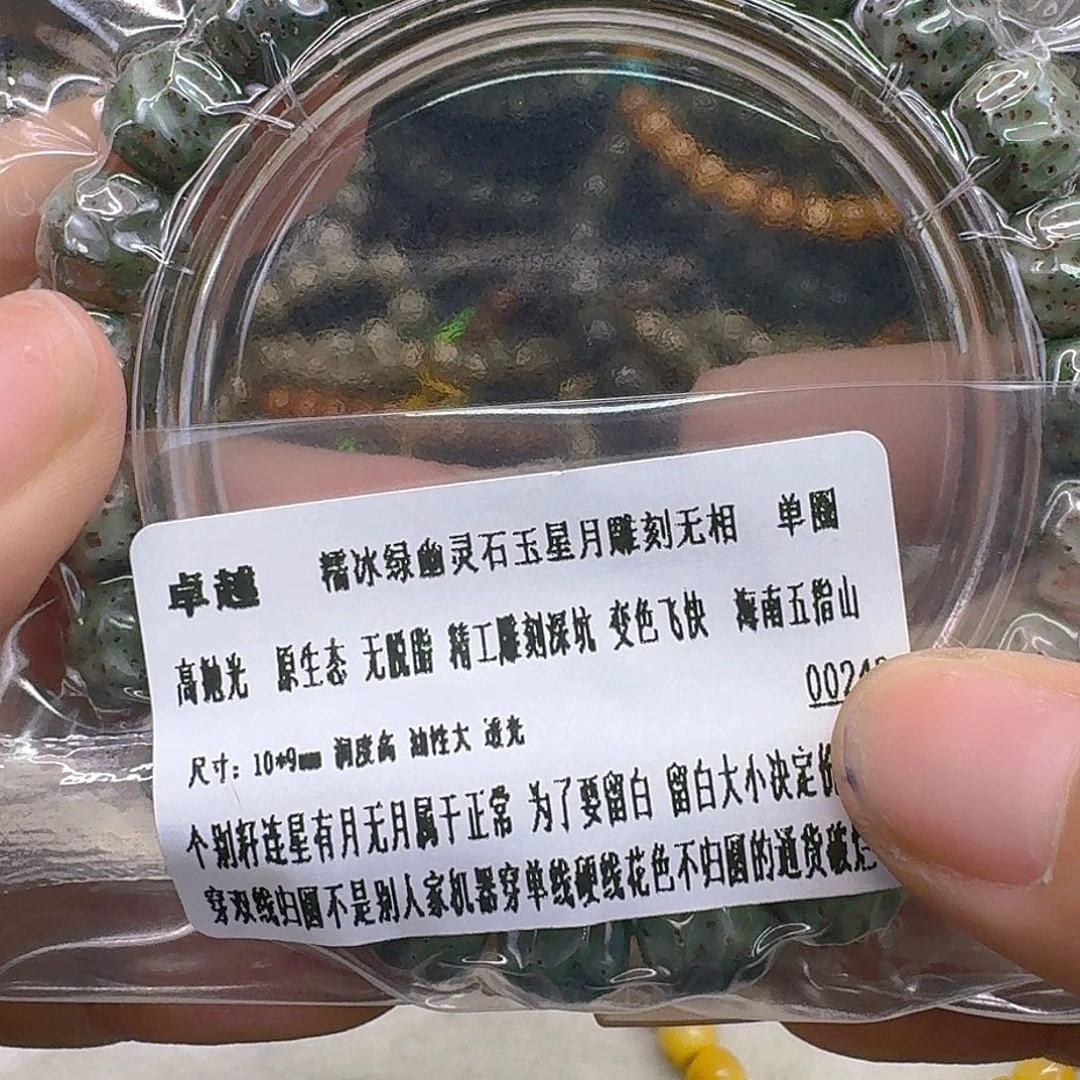 卓越 糯冰绿幽灵石玉星月雕刻无相 单圈
高抛光 原生态 无脱脂 精工雕刻深坑 变色飞快 海南五指山
0024
尺寸：10*9mm 润度高 油性大 透光
个别籽连星有月无月属于正常 为了要留白 留白大小决定价
穿双线归圆不是别人家机器穿单线硬线花色不归圆的通货破烂